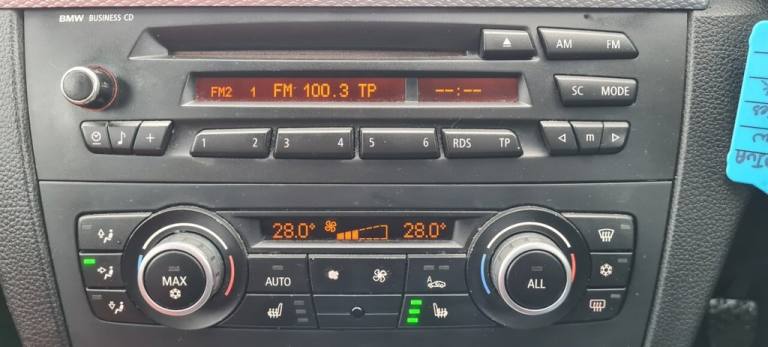 BMW BUSINESS CD
AM FM
FM2 1 FM 100.3 TP --:--
SC MODE
+ 1 2 3 4 5 6 RDS TP m
28.0° 28.0°
MAX AUTO ALL